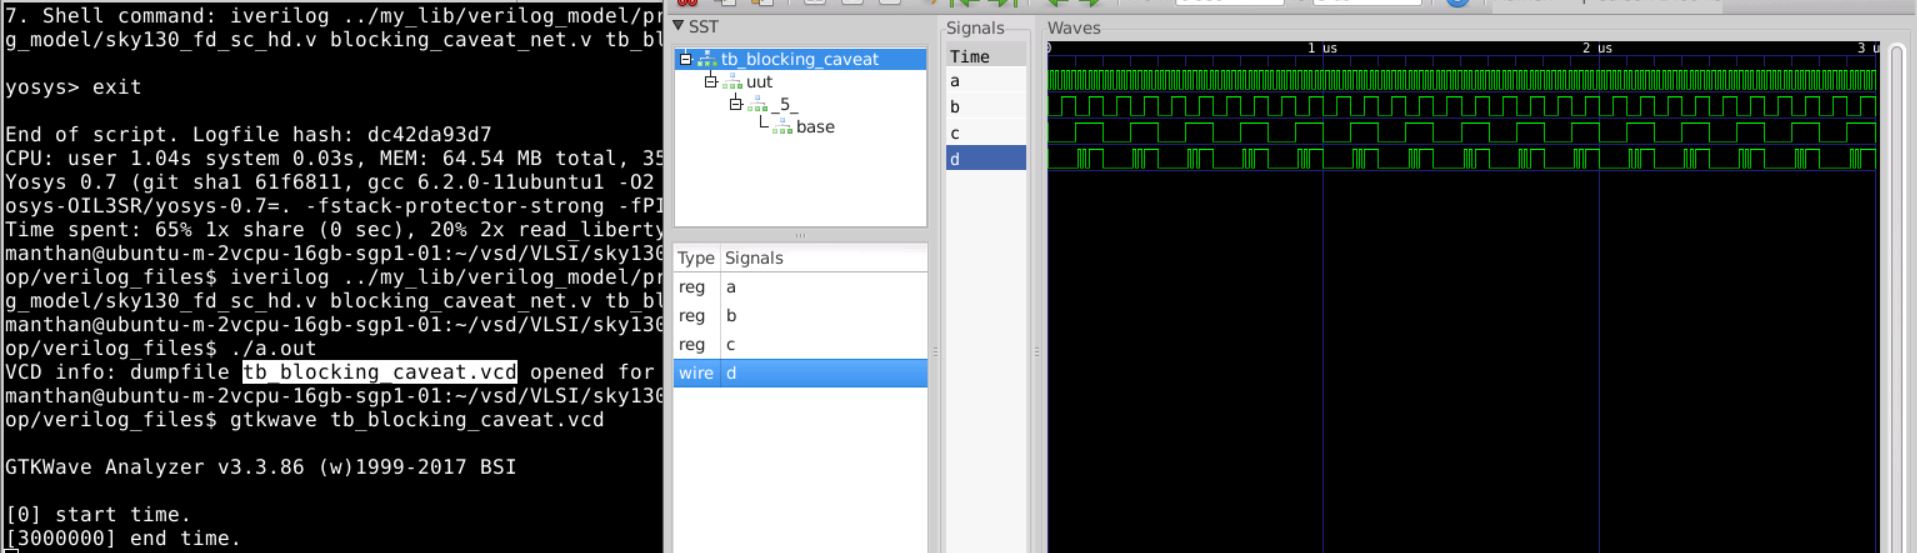 7. Shell command: iverilog ../my_lib/verilog_model/pr
g_model/sky130_fd_sc_hd.v blocking_caveat_net.v tb_bl
yosys> exit
End of script. Logfile hash: dc42da93d7
CPU: user 1.04s system 0.03s, MEM: 64.54 MB total, 35
Yosys 0.7 (git sha1 61f6811, gcc 6.2.0-11ubuntu1 -O2
osys-OIL3SR/yosys-0.7=. -fstack-protector-strong -fPI
Time spent: 65% 1x share (0 sec), 20% 2x read_liberty
manthan@ubuntu-m-2vcpu-16gb-sgp1-01:~/vsd/VLSI/sky130
op/verilog_files$ iverilog ../my_lib/verilog_model/pr
g_model/sky130_fd_sc_hd.v blocking_caveat_net.v tb_bl
manthan@ubuntu-m-2vcpu-16gb-sgp1-01:~/vsd/VLSI/sky130
op/verilog_files$ ./a.out
VCD info: dumpfile tb_blocking_caveat.vcd opened for
manthan@ubuntu-m-2vcpu-16gb-sgp1-01:~/vsd/VLSI/sky130
op/verilog_files$ gtkwave tb_blocking_caveat.vcd
GTKWave Analyzer v3.3.86 (w)1999-2017 BSI
[0] start time.
[3000000] end time.
SST
tb_blocking_caveat
uut
_5_
base
Type Signals
reg a
reg b
reg c
wire d
Signals
Time
a
b
c
d
Waves
0 1 us 2 us 3 u